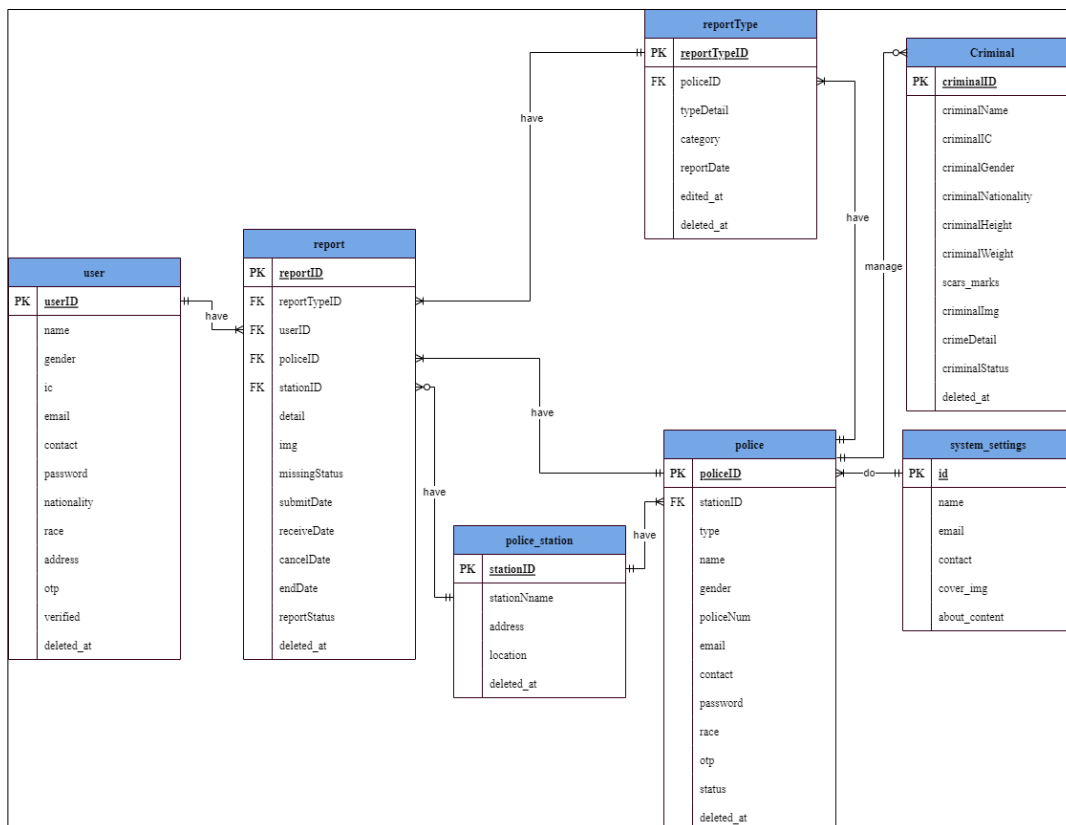 reportType
PK reportTypeID
FK policeID
typeDetail
category
reportDate
edited_at
deleted_at
Criminal
PK criminalID
criminalName
criminalIC
criminalGender
criminalNationality
criminalHeight
criminalWeight
scars_marks
criminalImg
crimeDetail
criminalStatus
deleted_at
have
have
manage
user
PK userID
name
gender
ic
email
contact
password
nationality
race
address
otp
verified
deleted_at
have
report
PK reportID
FK reportTypeID
FK userID
FK policeID
FK stationID
detail
img
missingStatus
submitDate
receiveDate
cancelDate
endDate
reportStatus
deleted_at
have
have
police_station
PK stationID
stationNname
address
location
deleted_at
have
police
PK policeID
FK stationID
type
name
gender
policeNum
email
contact
password
race
otp
status
deleted_at
do
system_settings
PK id
name
email
contact
cover_img
about_content